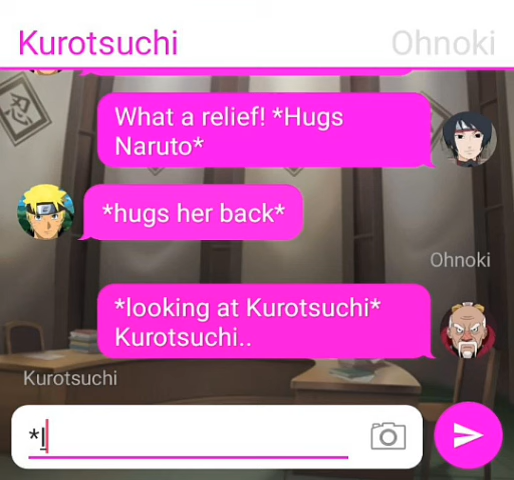 Kurotsuchi
Ohnoki
What a relief! *Hugs
Naruto*
*hugs her back*
Ohnoki
*looking at Kurotsuchi*
Kurotsuchi..
Kurotsuchi
*l